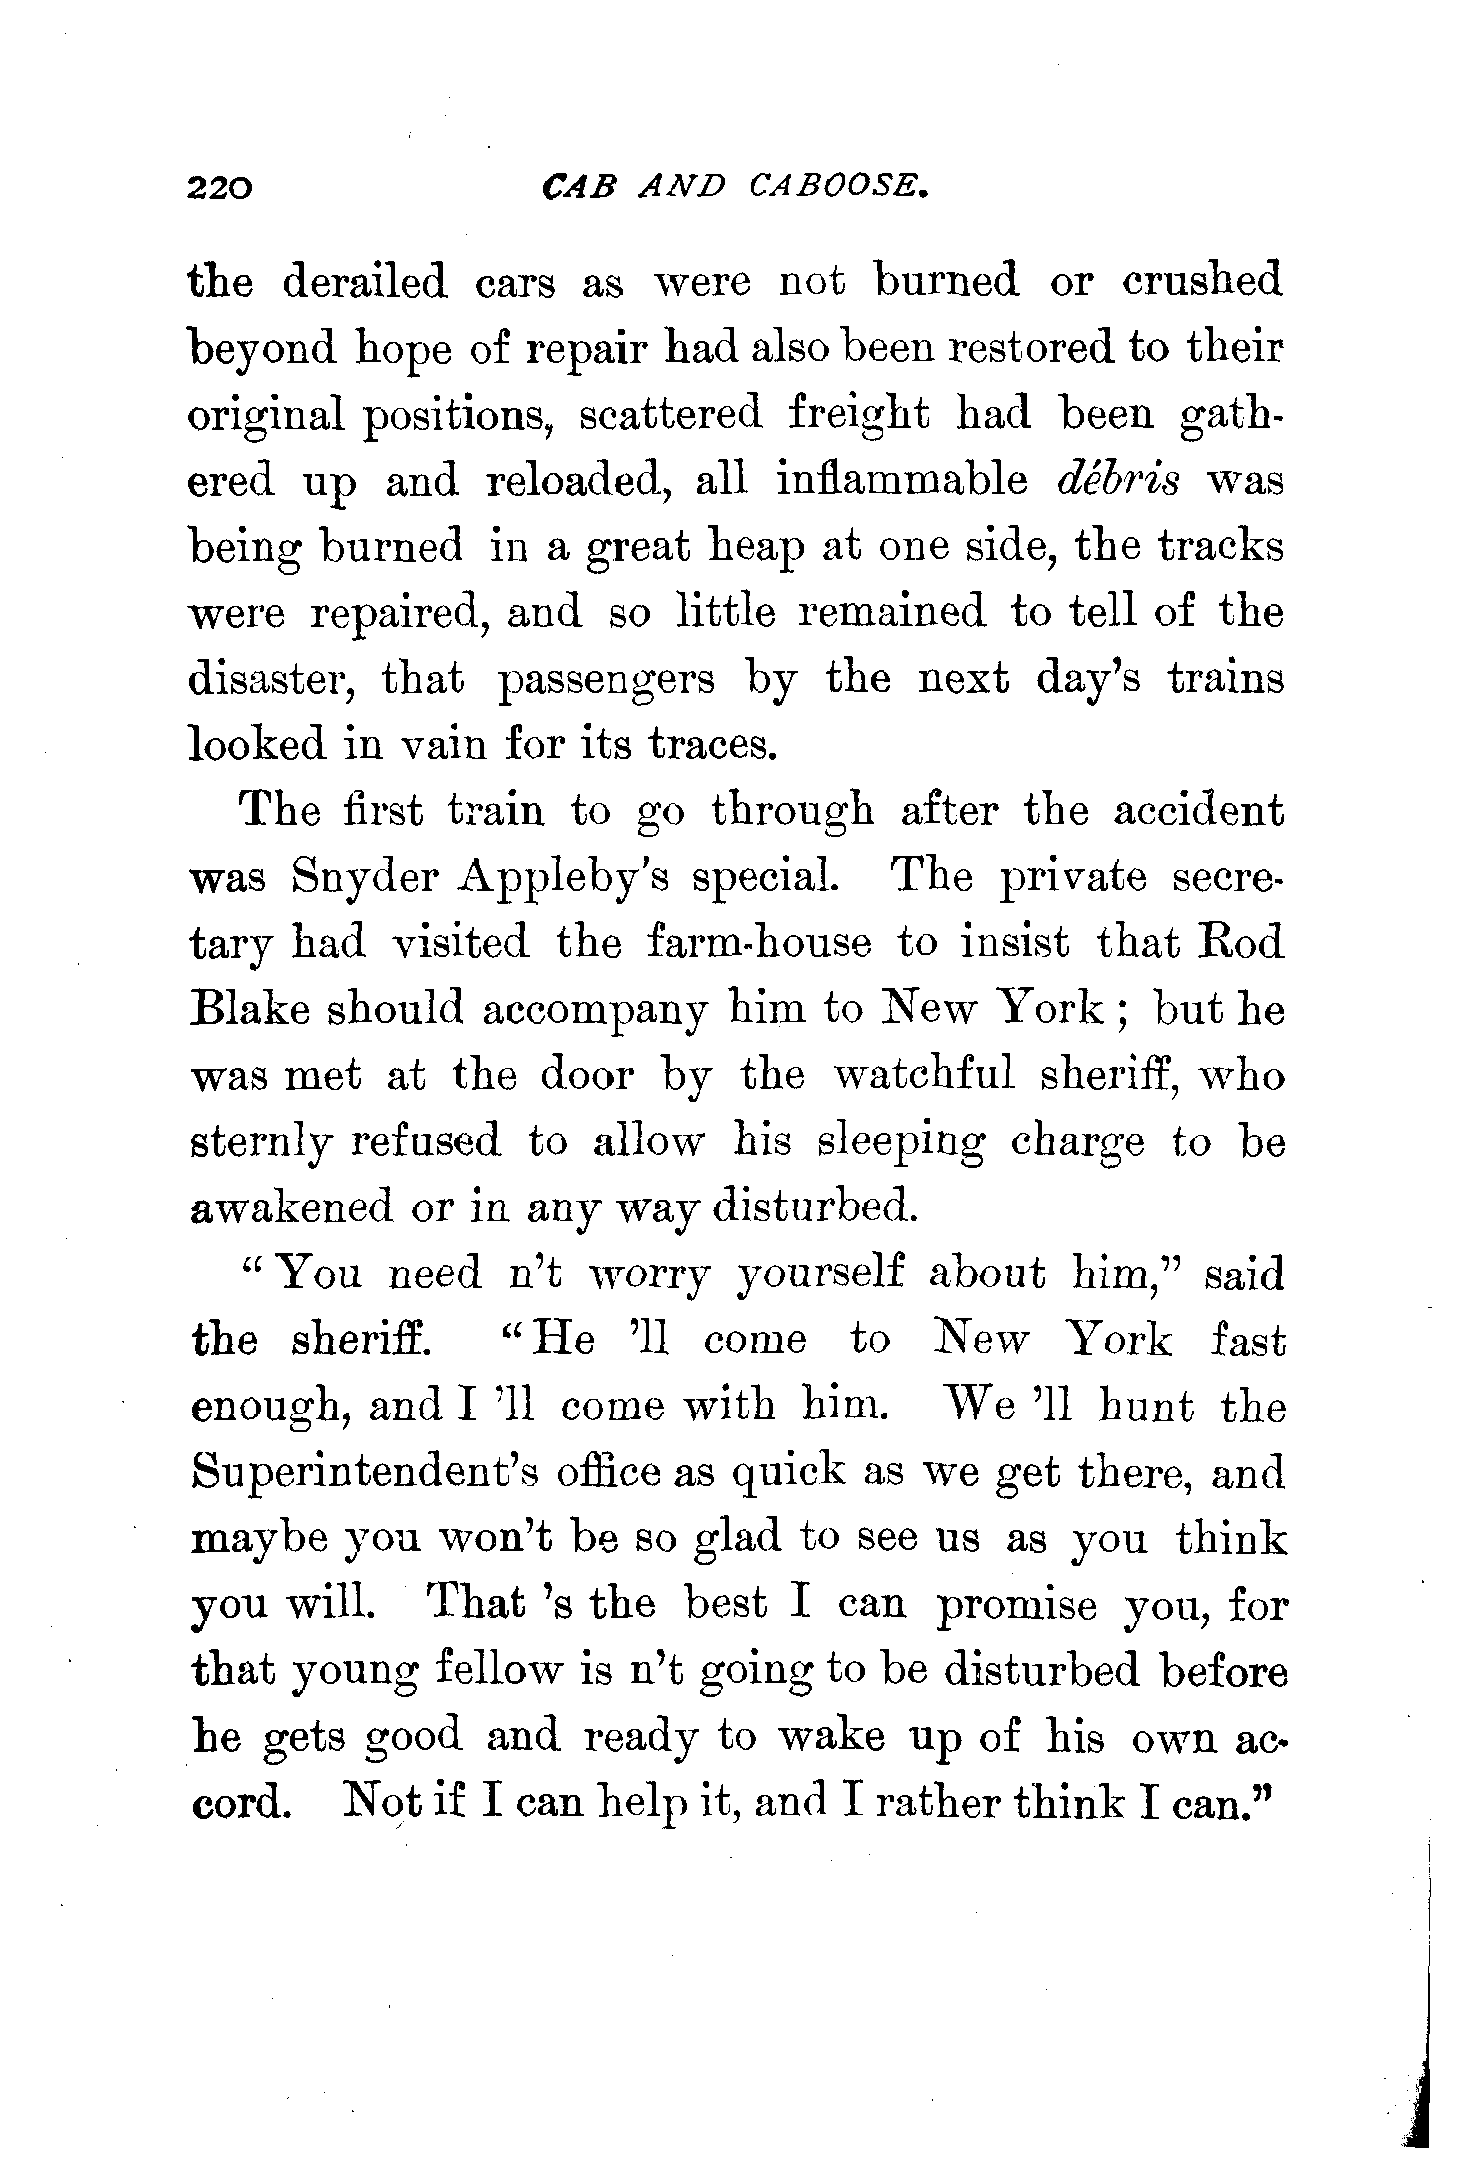 220 CAB AND CABOOSE.
the derailed cars as were not burned or crushed
beyond hope of repair had also been restored to their
original positions, scattered freight had been gath-
ered up and reloaded, all inflammable débris was
being burned in a great heap at one side, the tracks
were repaired, and so little remained to tell of the
disaster, that passengers by the next day's trains
looked in vain for its traces.
The first train to go through after the accident
was Snyder Appleby's special. The private secre-
tary had visited the farm-house to insist that Rod
Blake should accompany him to New York ; but he
was met at the door by the watchful sheriff, who
sternly refused to allow his sleeping charge to be
awakened or in any way disturbed.
“ You need n’t worry yourself about him,” said
the sheriff. “ He ’ll come to New York fast
enough, and I ’ll come with him. We ’ll hunt the
Superintendent’s office as quick as we get there, and
maybe you won’t be so glad to see us as you think
you will. That ’s the best I can promise you, for
that young fellow is n’t going to be disturbed before
he gets good and ready to wake up of his own ac-
cord. Not if I can help it, and I rather think I can.”